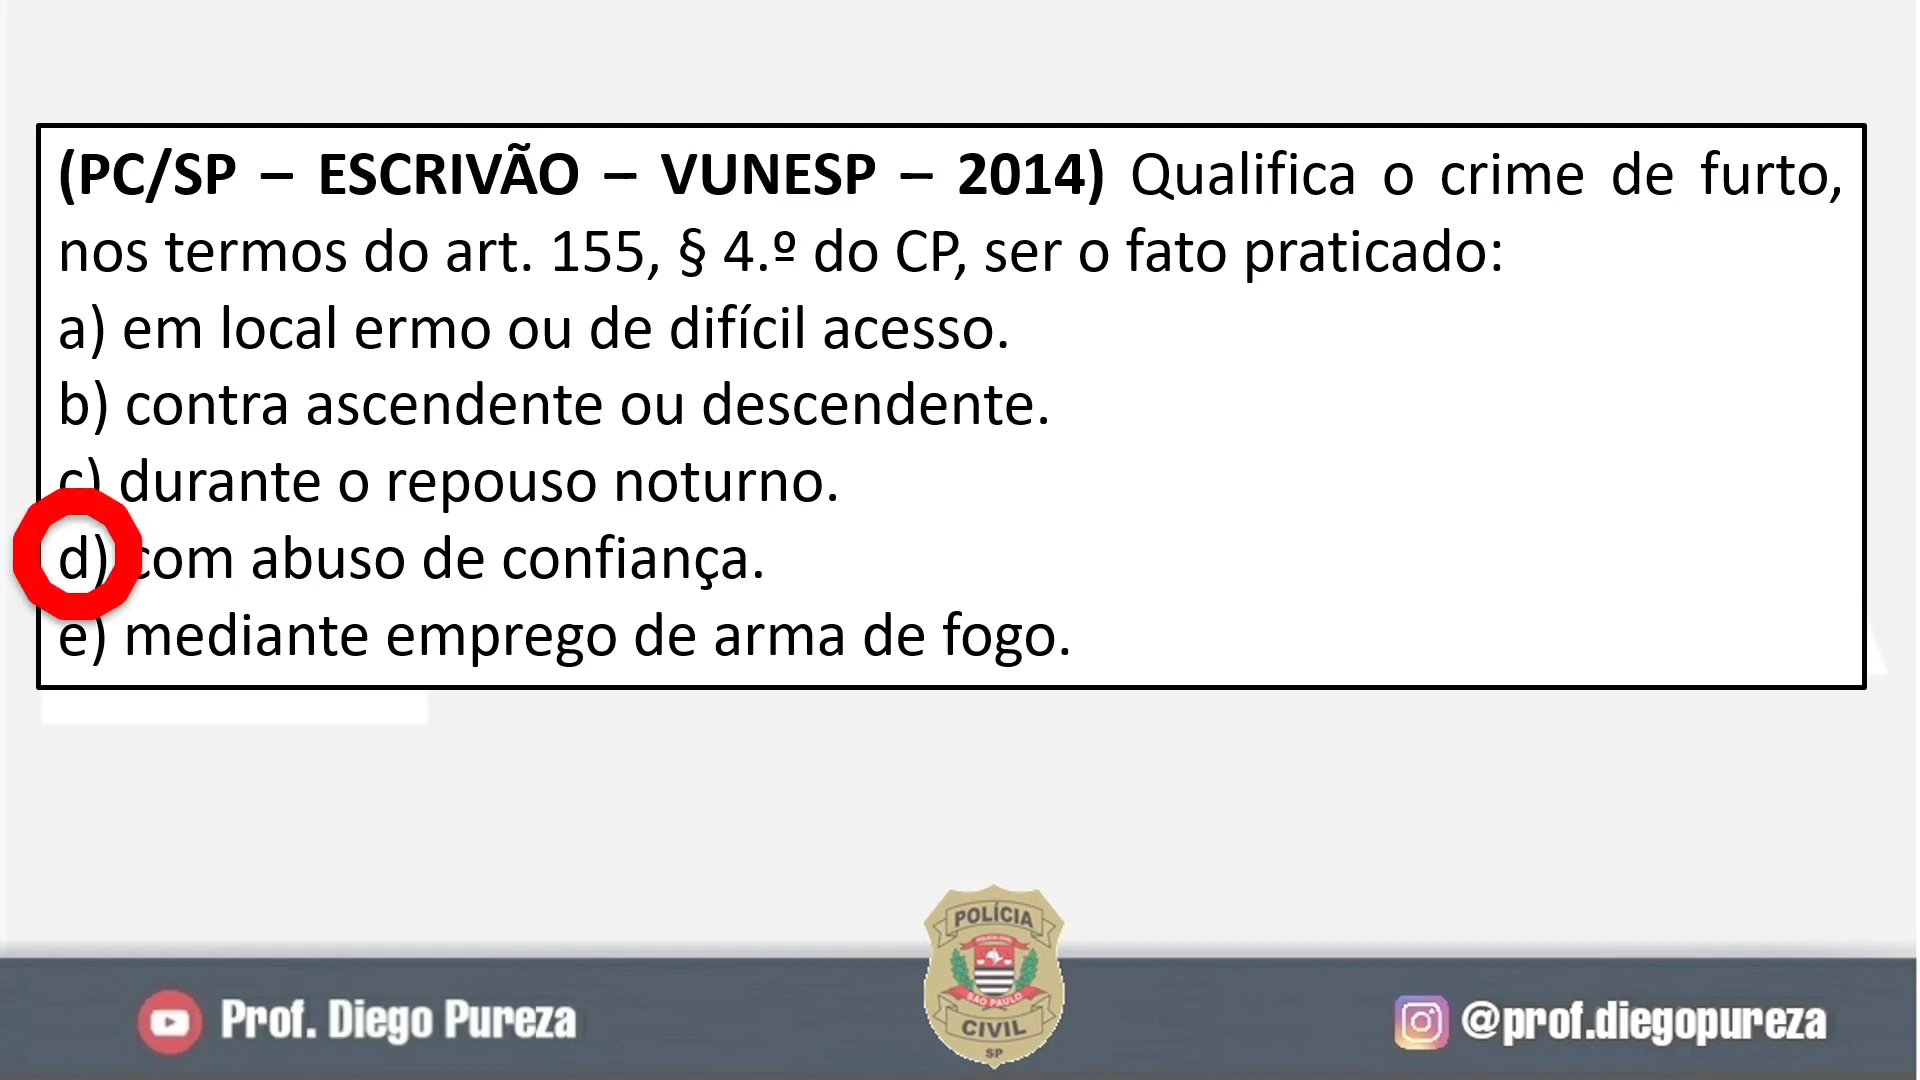 (PC/SP – ESCRIVÃO – VUNESP – 2014) Qualifica o crime de furto,
nos termos do art. 155, § 4.º do CP, ser o fato praticado:
a) em local ermo ou de difícil acesso.
b) contra ascendente ou descendente.
c) durante o repouso noturno.
d) com abuso de confiança.
e) mediante emprego de arma de fogo.
POLÍCIA
SÃO PAULO
CIVIL
SP
Prof. Diego Pureza
@prof.diegopureza